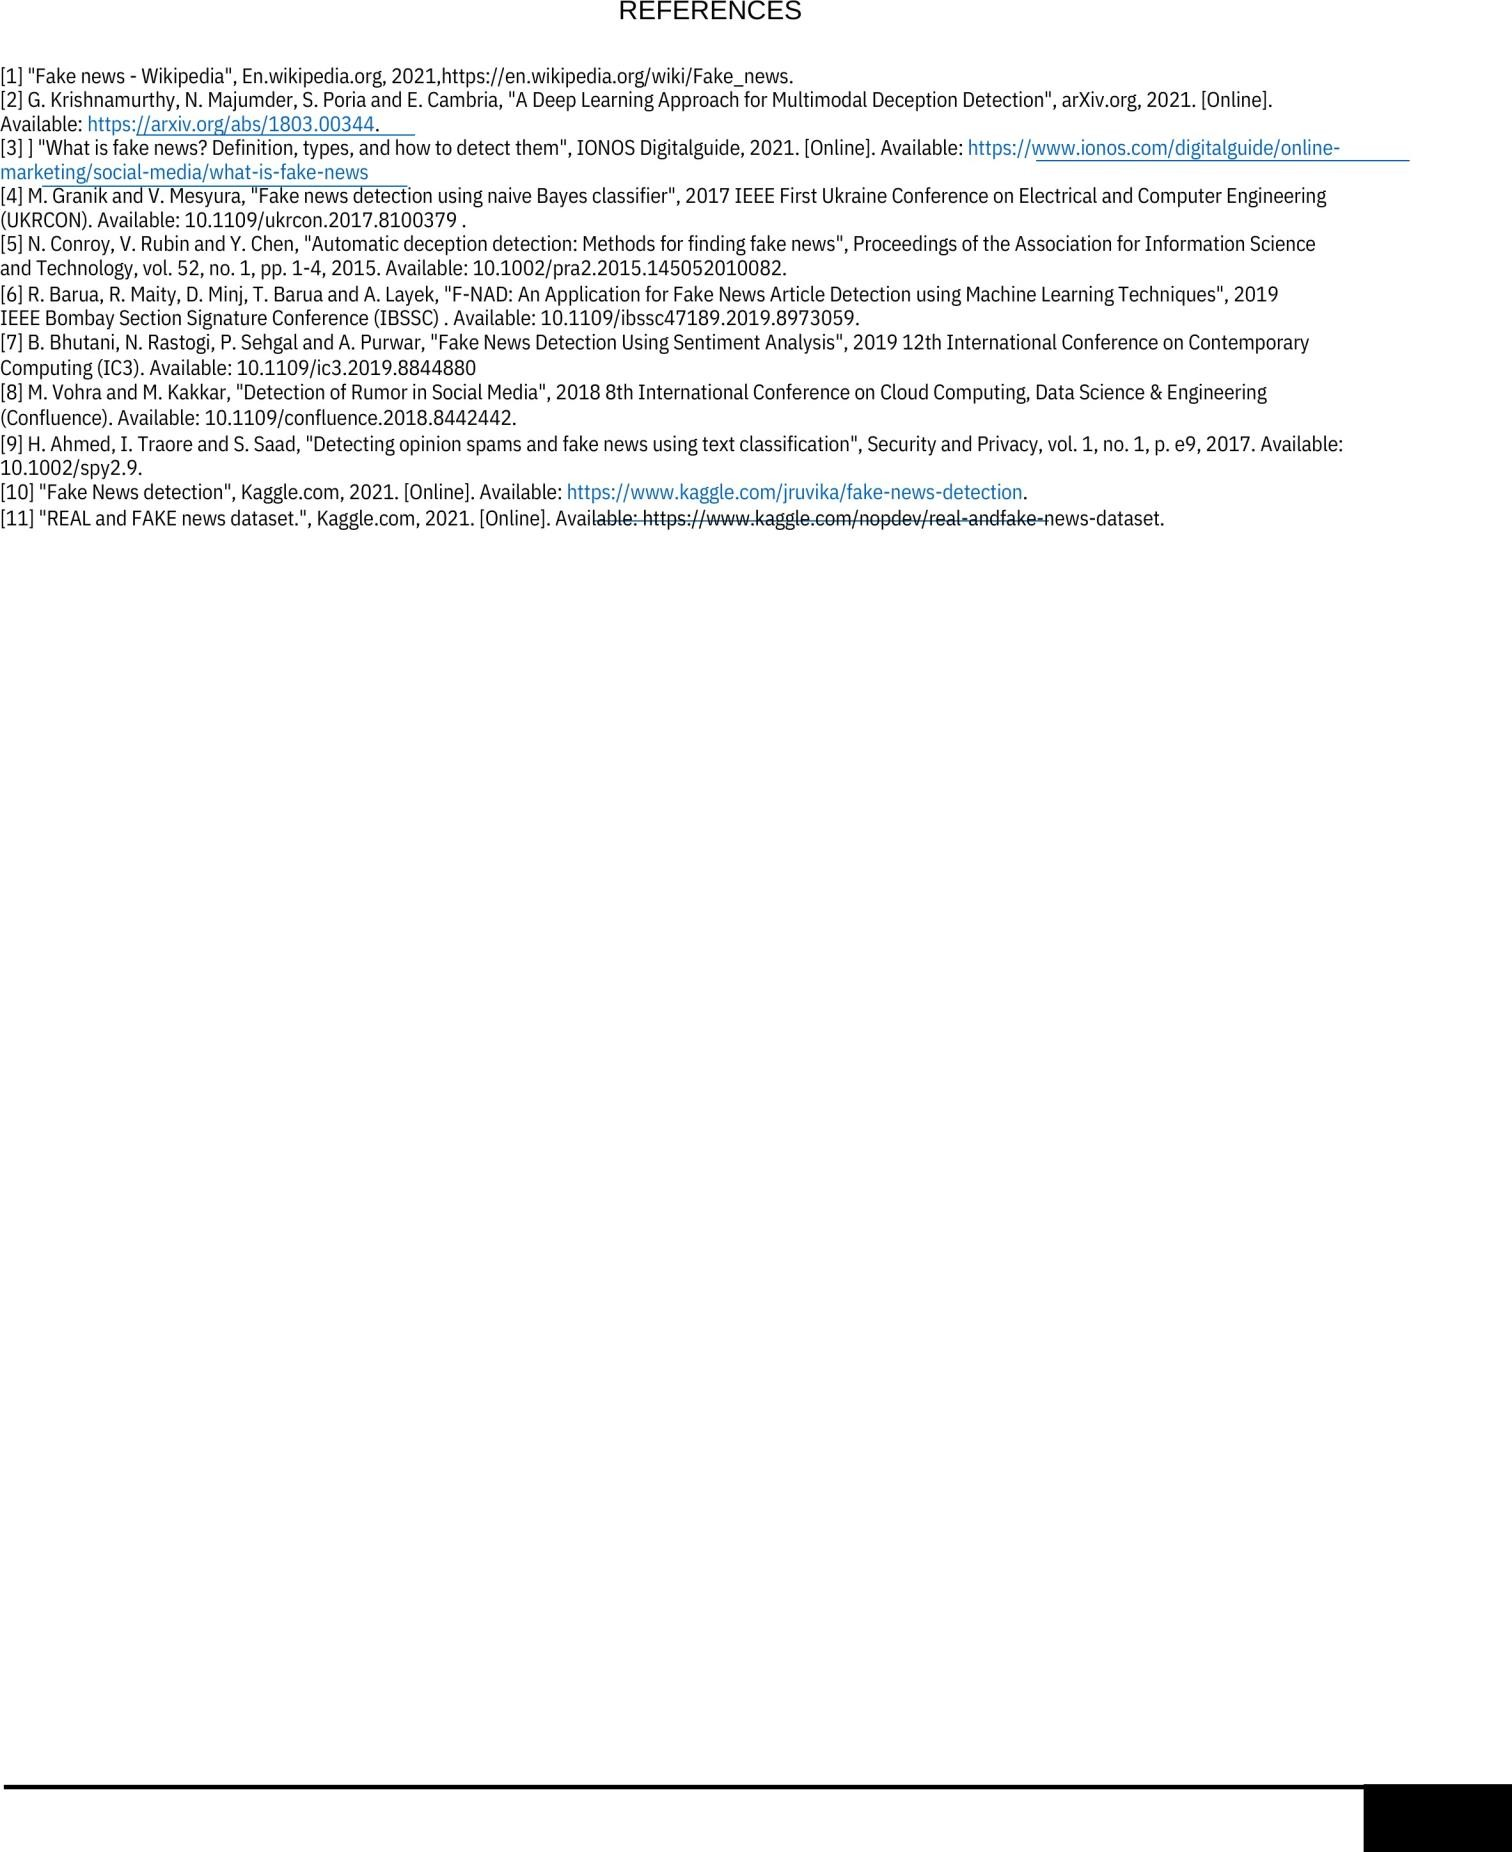 REFERENCES
[1] "Fake news - Wikipedia", En.wikipedia.org, 2021,https://en.wikipedia.org/wiki/Fake_news.
[2] G. Krishnamurthy, N. Majumder, S. Poria and E. Cambria, "A Deep Learning Approach for Multimodal Deception Detection", arXiv.org, 2021. [Online].
Available: https://arxiv.org/abs/1803.00344.
[3] ] "What is fake news? Definition, types, and how to detect them", IONOS Digitalguide, 2021. [Online]. Available: https://www.ionos.com/digitalguide/online-
marketing/social-media/what-is-fake-news
[4] M. Granik and V. Mesyura, "Fake news detection using naive Bayes classifier", 2017 IEEE First Ukraine Conference on Electrical and Computer Engineering
(UKRCON). Available: 10.1109/ukrcon.2017.8100379 .
[5] N. Conroy, V. Rubin and Y. Chen, "Automatic deception detection: Methods for finding fake news", Proceedings of the Association for Information Science
and Technology, vol. 52, no. 1, pp. 1-4, 2015. Available: 10.1002/pra2.2015.145052010082.
[6] R. Barua, R. Maity, D. Minj, T. Barua and A. Layek, "F-NAD: An Application for Fake News Article Detection using Machine Learning Techniques", 2019
IEEE Bombay Section Signature Conference (IBSSC) . Available: 10.1109/ibssc47189.2019.8973059.
[7] B. Bhutani, N. Rastogi, P. Sehgal and A. Purwar, "Fake News Detection Using Sentiment Analysis", 2019 12th International Conference on Contemporary
Computing (IC3). Available: 10.1109/ic3.2019.8844880
[8] M. Vohra and M. Kakkar, "Detection of Rumor in Social Media", 2018 8th International Conference on Cloud Computing, Data Science & Engineering
(Confluence). Available: 10.1109/confluence.2018.8442442.
[9] H. Ahmed, I. Traore and S. Saad, "Detecting opinion spams and fake news using text classification", Security and Privacy, vol. 1, no. 1, p. e9, 2017. Available:
10.1002/spy2.9.
[10] "Fake News detection", Kaggle.com, 2021. [Online]. Available: https://www.kaggle.com/jruvika/fake-news-detection.
[11] "REAL and FAKE news dataset.", Kaggle.com, 2021. [Online]. Available: https://www.kaggle.com/nopdev/real-andfake-news-dataset.